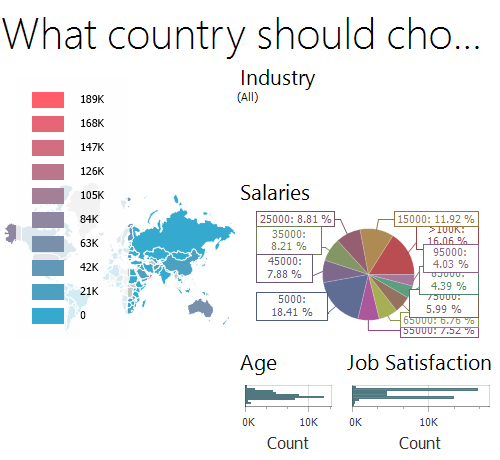 What country should cho...
Industry
(All)
189K
168K
147K
126K
105K
84K
63K
42K
21K
0
Salaries
25000: 8.81 %
15000: 11.92 %
35000:
8.21 %
>100K:
16.06 %
45000:
7.88 %
95000:
4.03 %
4.39 %
5000:
18.41 %
75000:
5.99 %
65000: 6.76 %
55000: 7.52 %
Age
Job Satisfaction
0K
10K
Count
0K
10K
Count